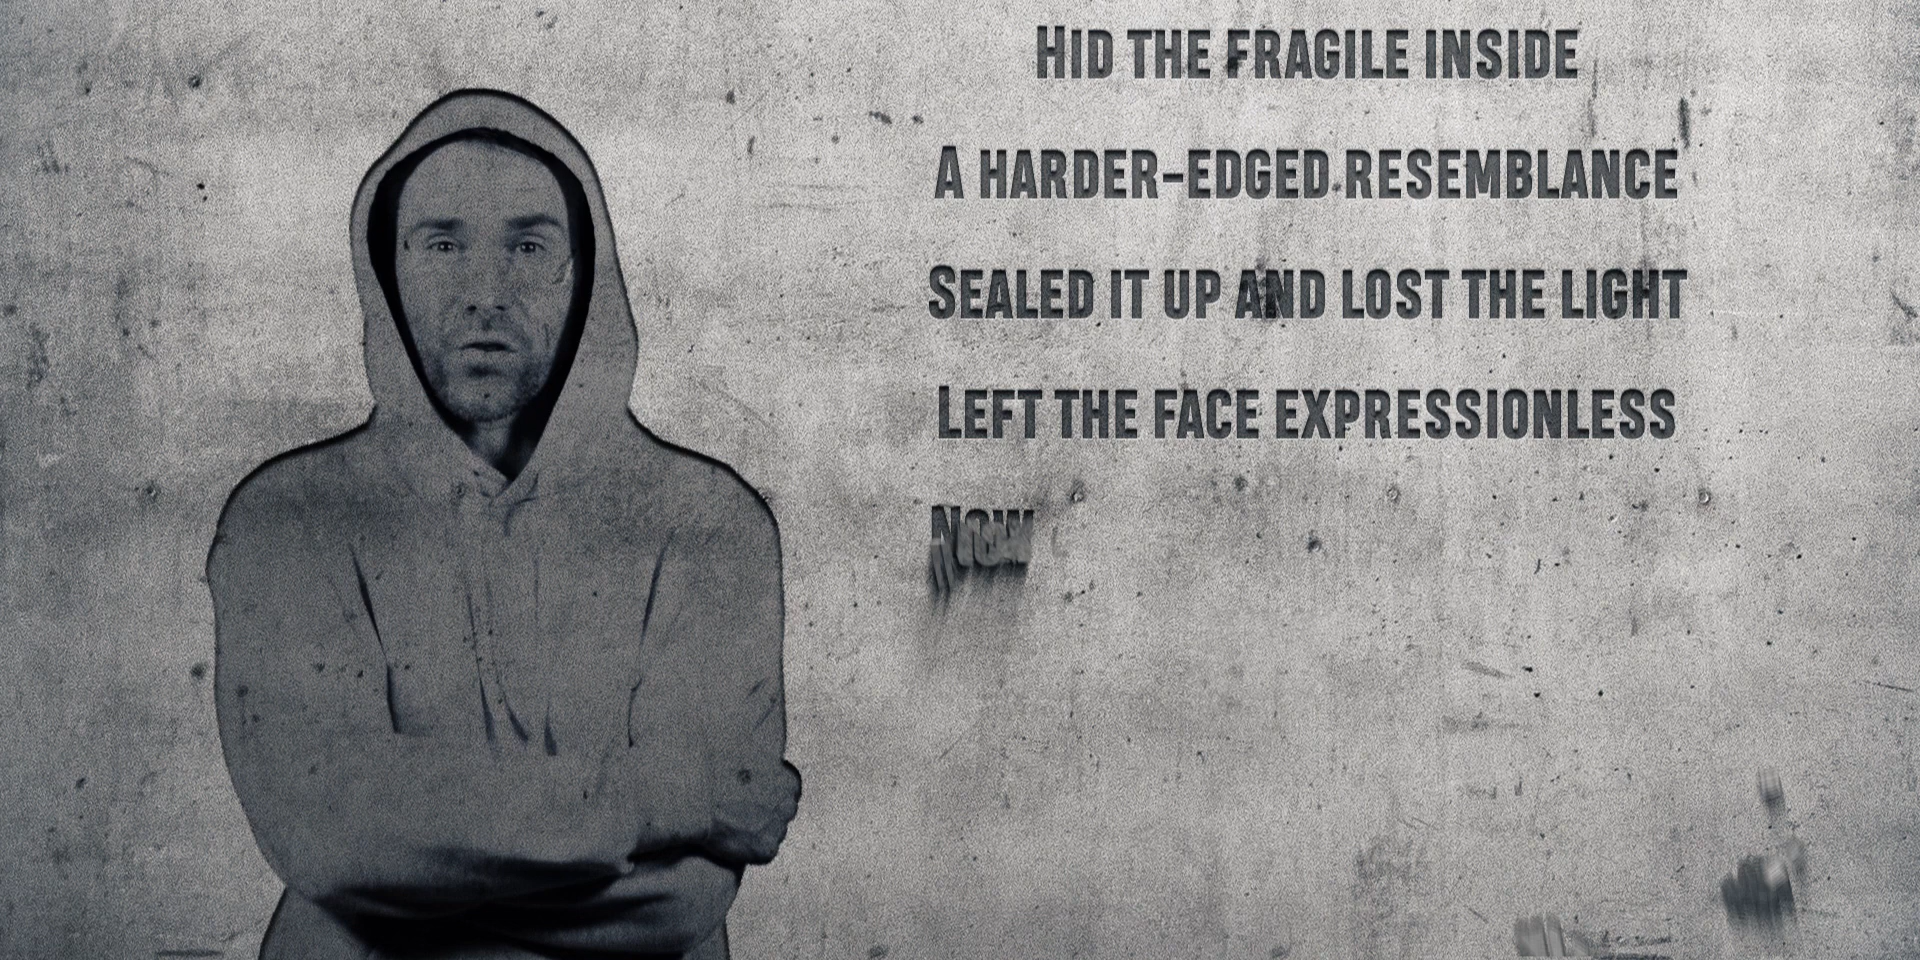 Hid the fragile inside
A harder-edged resemblance
Sealed it up and lost the light
Left the face expressionless
Now